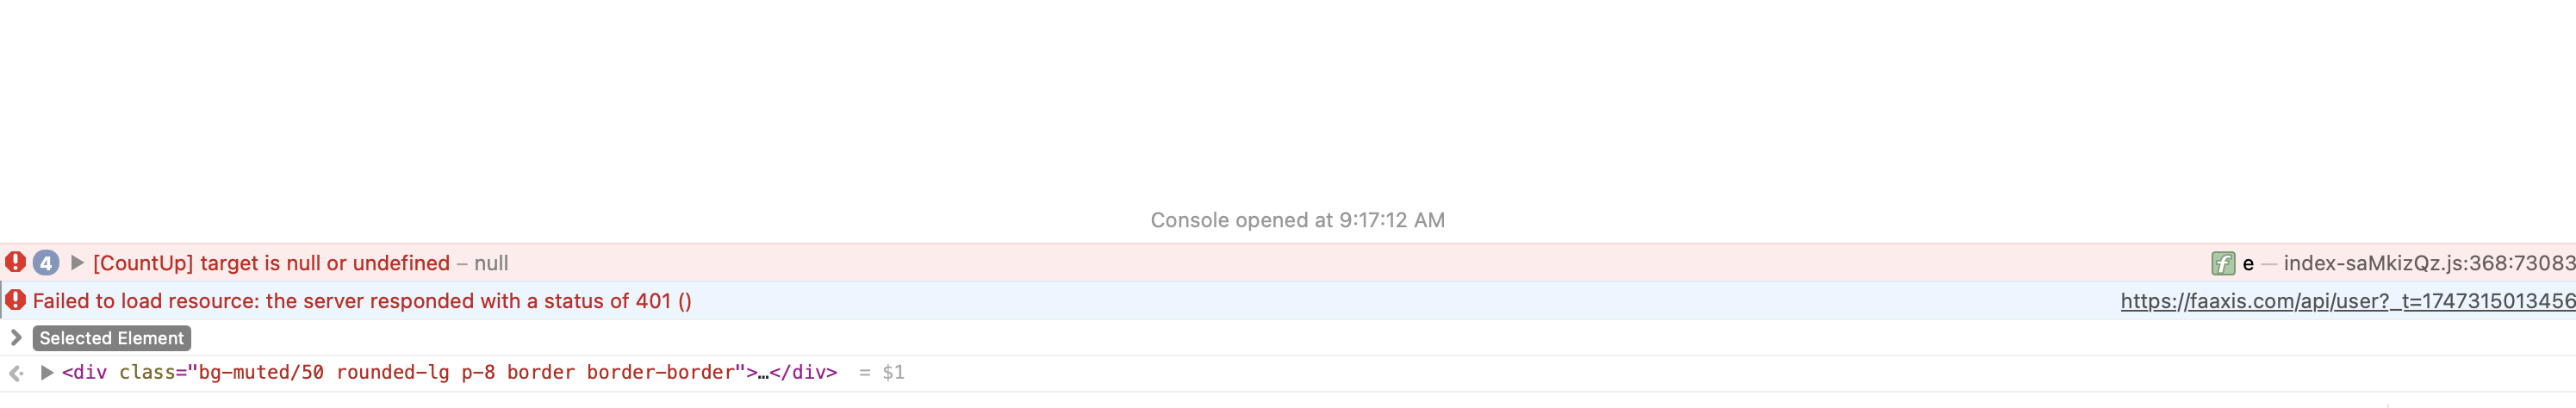 Console opened at 9:17:12 AM
4 [CountUp] target is null or undefined – null f e — index-saMkizQz.js:368:73083
Failed to load resource: the server responded with a status of 401 () https://faaxis.com/api/user?_t=1747315013456
Selected Element
<div class="bg-muted/50 rounded-lg p-8 border border-border">…</div> = $1